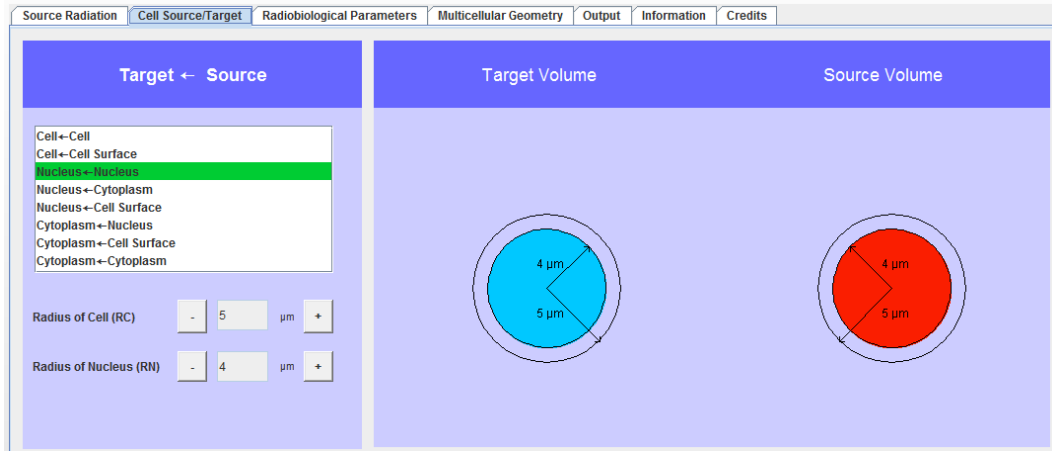 Source Radiation Cell Source/Target Radiobiological Parameters Multicellular Geometry Output Information Credits
Target ← Source
Cell←Cell
Cell←Cell Surface
Nucleus←Nucleus
Nucleus←Cytoplasm
Nucleus←Cell Surface
Cytoplasm←Nucleus
Cytoplasm←Cell Surface
Cytoplasm←Cytoplasm
Radius of Cell (RC) - 5 µm +
Radius of Nucleus (RN) - 4 µm +
Target Volume Source Volume
4 µm 4 µm
5 µm 5 µm